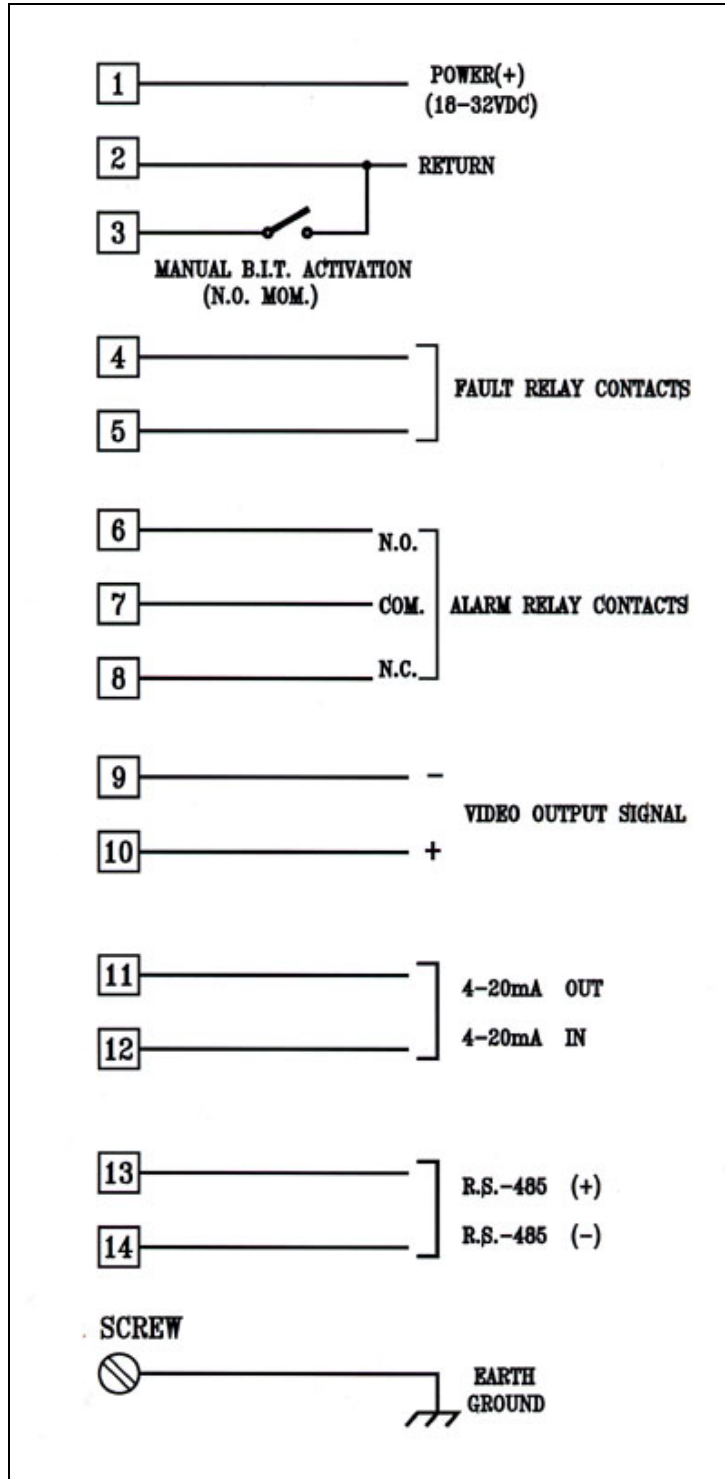 1 POWER(+)
(18-32VDC)
2 RETURN
3
MANUAL B.I.T. ACTIVATION
(N.O. MOM.)
4
FAULT RELAY CONTACTS
5
6 N.O.
7 COM. ALARM RELAY CONTACTS
8 N.C.
9 -
VIDEO OUTPUT SIGNAL
10 +
11 4-20mA OUT
12 4-20mA IN
13 R.S.-485 (+)
14 R.S.-485 (-)
SCREW
EARTH
GROUND